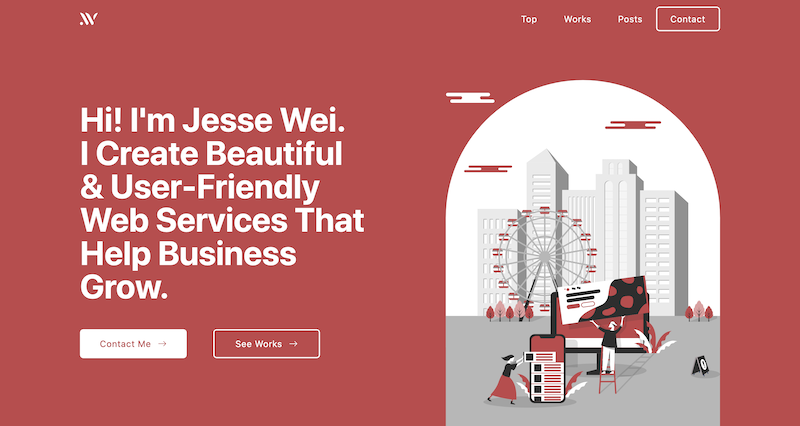 Top
Works
Posts
Contact
Hi! I'm Jesse Wei.
I Create Beautiful
& User-Friendly
Web Services That
Help Business
Grow.
Contact Me →
See Works →